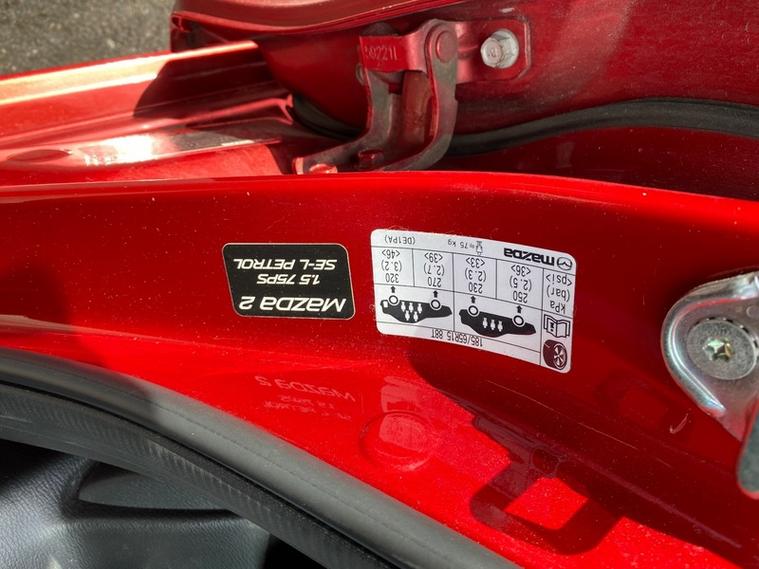 185/65R15 88T
kPa 250 230 270 320
(bar) (2.5) (2.3) (2.7) (3.2)
<psi> <36> <33> <39> <46>
mazda ≈75 kg (DE1PA)
mazda 2
1.5 75PS
SE-L PETROL